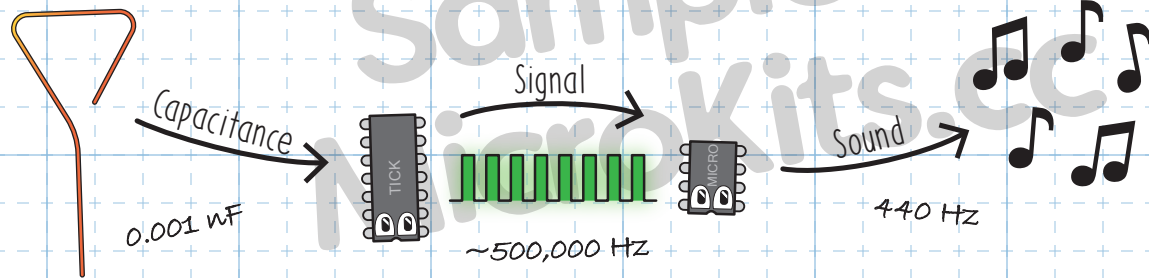 Sample
MicroKits.cc
Capacitance
Signal
Sound
TICK
MICRO
0.001 nF
~500,000 Hz
440 Hz